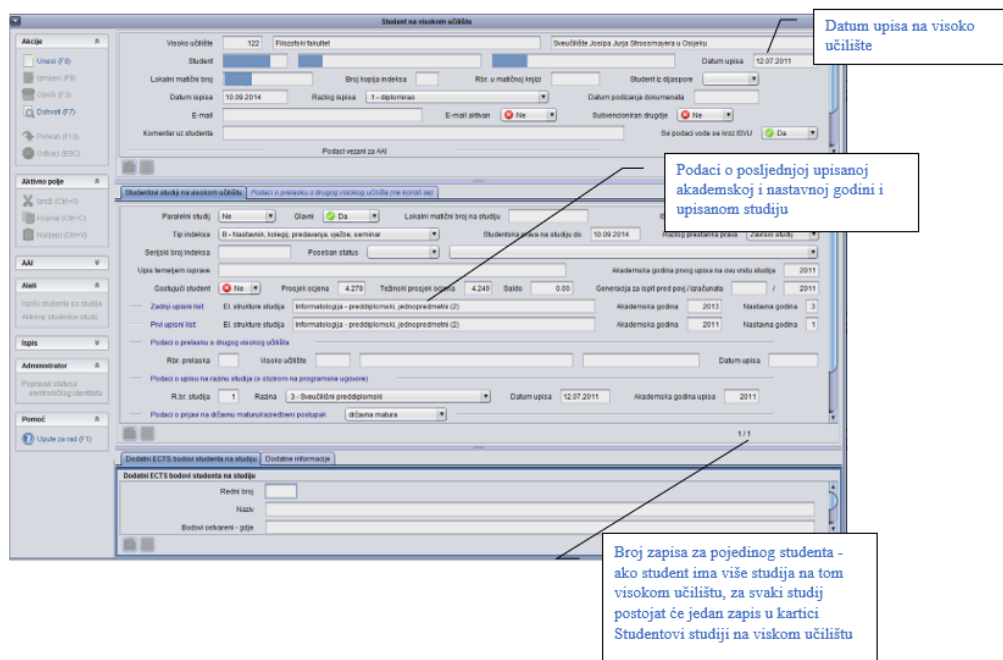 Student na visokom učilištu
Datum upisa na visoko
učilište
Akcije
Unesi (F8)
Izmijeni (F9)
Obriši (F3)
Dohvati (F7)
Prihvati (F10)
Odbaci (ESC)
Visoko učilište 122 Filozofski fakultet Sveučilište Josipa Jurja Strossmayera u Osijeku
Student Datum upisa 12.07.2011
Lokalni matični broj Broj kopija indeksa Rbr. u matičnoj knjizi Student iz dijaspore
Datum ispisa 10.09.2014 Razlog ispisa 1 - diplomirao Datum podizanja dokumenata
E-mail E-mail aktivan Ne Subvencioniran drugdje Ne
Komentar uz studenta Svi podaci vode se kroz ISVU Da
Podaci vezani za AAI
Podaci o posljednjoj upisanoj
akademskoj i nastavnoj godini i
upisanom studiju
Aktivno polje
Izreži (Ctrl+X)
Kopiraj (Ctrl+C)
Nalijepi (Ctrl+V)
AAI
Alati
Ispiši studenta sa studija
Aktiviraj studentov studij
Ispis
Administrator
Popravak statusa
elektroničkog identiteta
Pomoć
Upute za rad (F1)
Studentovi studiji na visokom učilištu Podaci o prelasku s drugog visokog učilišta (ne koristi se)
Paralelni studij Ne Glavni Da Lokalni matični broj na studiju
Tip indeksa B - Nastavnik, kolegij, predavanja, vježbe, seminar Studentska prava na studiju do 10.09.2014 Razlog prestanka prava Završio studij
Serijski broj indeksa Poseban status
Upis temeljem isprave Akademska godina prvog upisa na ovu vrstu studija 2011
Gostujući student Ne Prosjek ocjena 4.278 Težinski prosjek ocjena 4.249 Saldo 0.00 Generacija za ispit pred povj./izračunata / 2011
Zadnji upisni list El. strukture studija Informatologija - preddiplomski, jednopredmetni (2) Akademska godina 2013 Nastavna godina 3
Prvi upisni list El. strukture studija Informatologija - preddiplomski, jednopredmetni (2) Akademska godina 2011 Nastavna godina 1
Podaci o prelasku s drugog visokog učilišta
Rbr. prelaska Visoko učilište Datum upisa
Podaci o upisu na razinu studija (s obzirom na programske ugovore)
R.br. studija 1 Razina 3 - Sveučilišni preddiplomski Datum upisa 12.07.2011 Akademska godina upisa 2011
Podaci o prijavi na državnu maturu/razredbeni postupak državna matura
1 / 1
Dodatni ECTS bodovi studenta na studiju Dodatne informacije
Dodatni ECTS bodovi studenta na studiju
Redni broj
Naziv
Bodovi ostvareni - gdje
Broj zapisa za pojedinog studenta -
ako student ima više studija na tom
visokom učilištu, za svaki studij
postojat će jedan zapis u kartici
Studentovi studiji na viskom učilištu